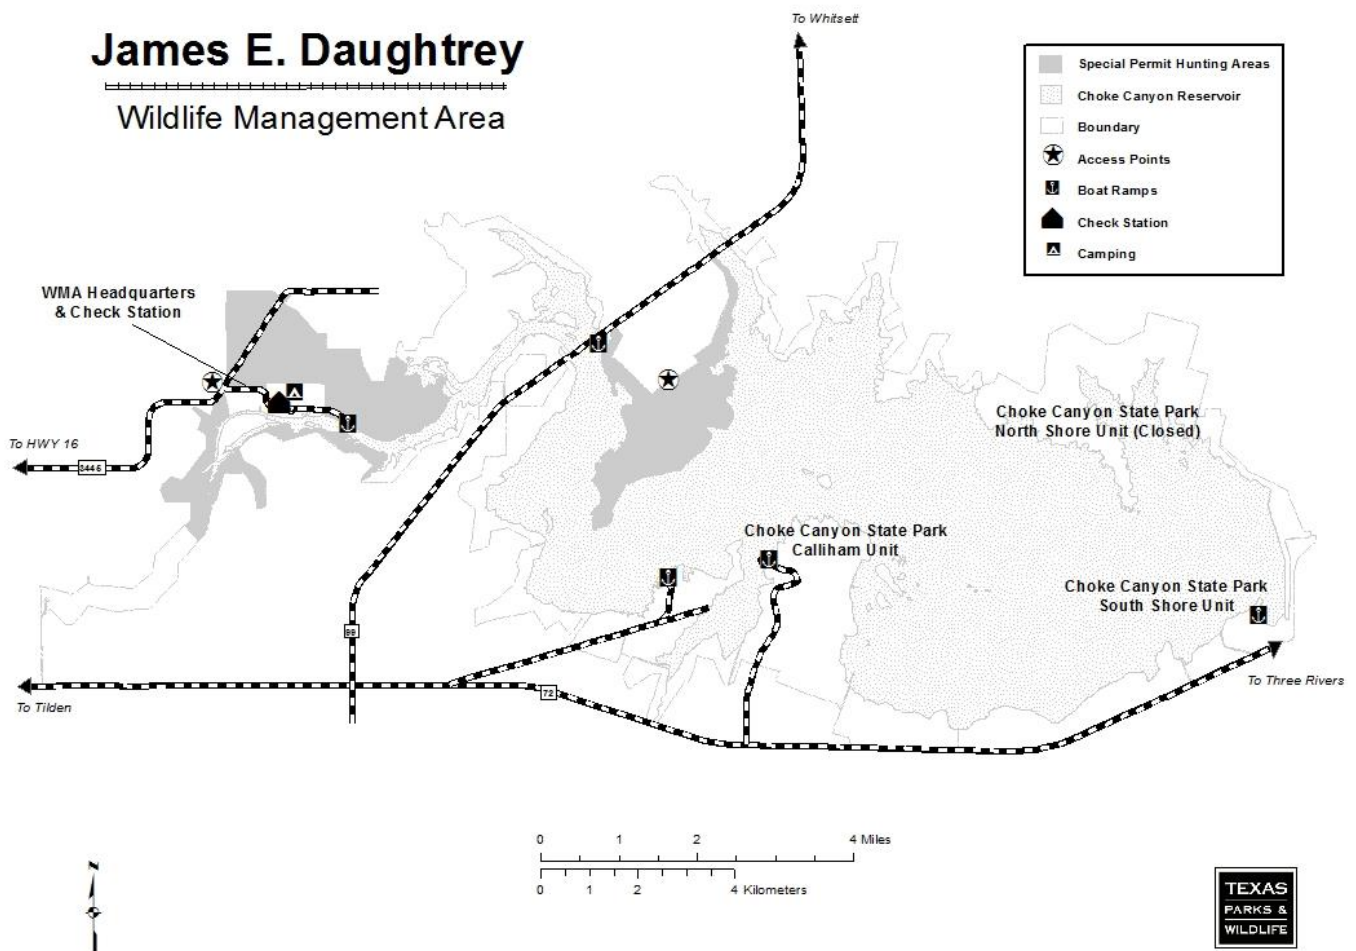 To Whitsett
James E. Daughtrey
Wildlife Management Area
Special Permit Hunting Areas
Choke Canyon Reservoir
Boundary
Access Points
Boat Ramps
Check Station
Camping
WMA Headquarters
& Check Station
To HWY 16
3445
Choke Canyon State Park
North Shore Unit (Closed)
Choke Canyon State Park
Calliham Unit
Choke Canyon State Park
South Shore Unit
99
72
To Tilden
To Three Rivers
0 1 2 4 Miles
0 1 2 4 Kilometers
N
TEXAS
PARKS &
WILDLIFE